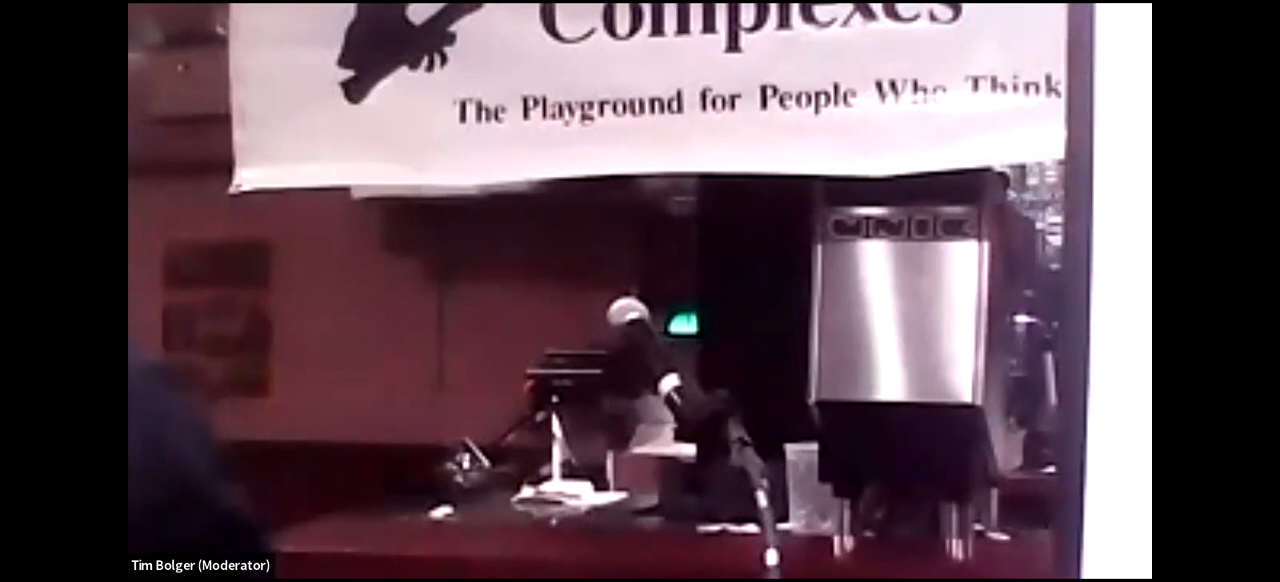 Complexes
The Playground for People Who Think
Tim Bolger (Moderator)